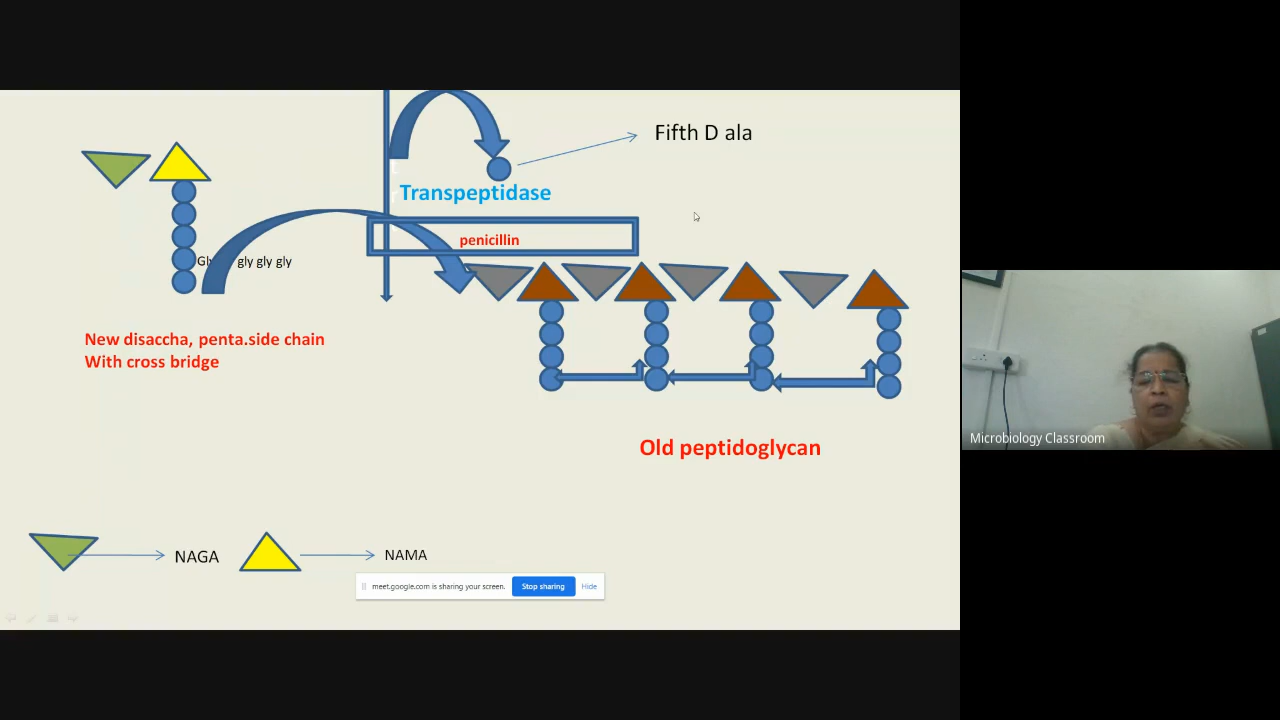 Fifth D ala
Transpeptidase
penicillin
gly gly gly
New disaccha, penta.side chain
With cross bridge
Old peptidoglycan
NAGA
NAMA
meet.google.com is sharing your screen.
Stop sharing
Hide
Microbiology Classroom